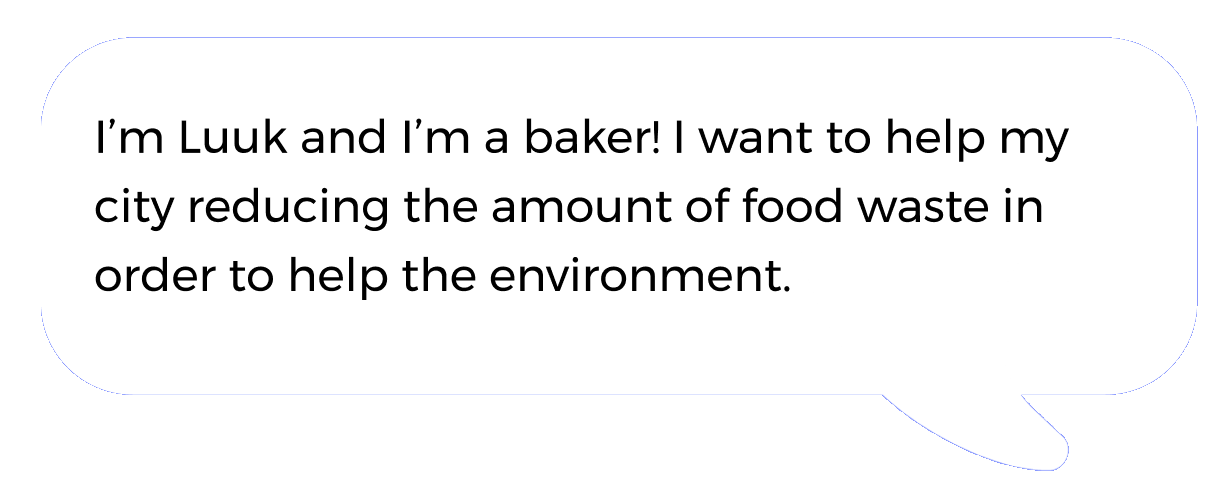 I’m Luuk and I’m a baker! I want to help my
city reducing the amount of food waste in
order to help the environment.